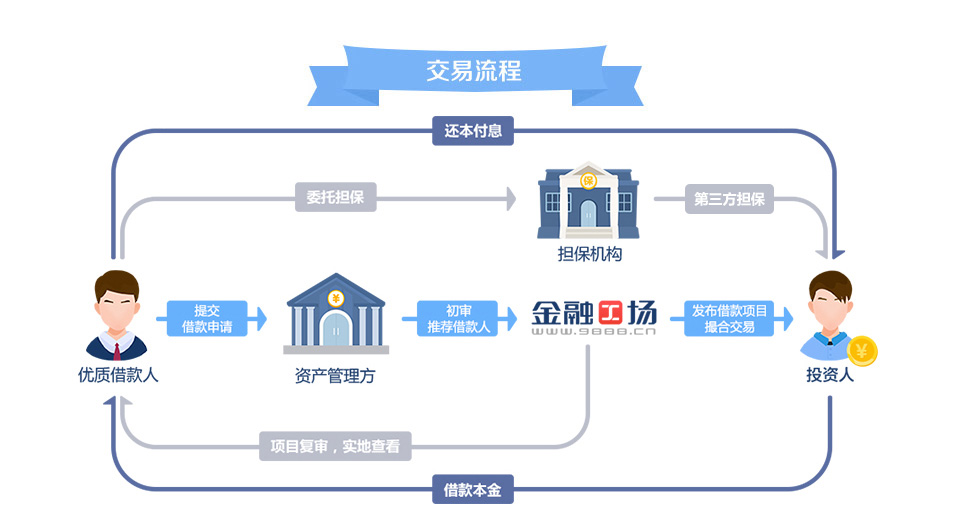 交易流程
还本付息
委托担保
保
第三方担保
担保机构
提交
借款申请
¥
初审
推荐借款人
金融工场
www.9888.cn
发布借款项目
撮合交易
¥
优质借款人
资产管理方
投资人
项目复审，实地查看
借款本金